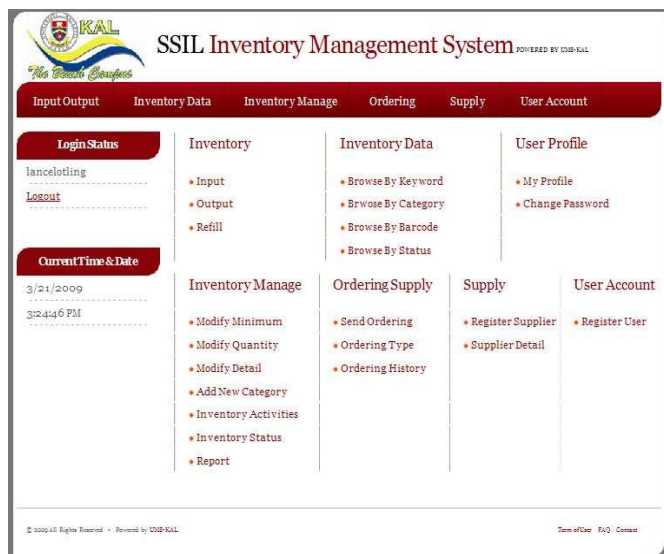 KAL
The Beach Campus
SSIL Inventory Management System POWERED BY UMS-KAL
Input Output Inventory Data Inventory Manage Ordering Supply User Account
Login Status
lancelotling
Logout
Current Time & Date
3/21/2009
3:24:46 PM
Inventory
Input
Output
Refill
Inventory Data
Browse By Keyword
Brwose By Category
Browse By Barcode
Browse By Status
User Profile
My Profile
Change Password
Inventory Manage
Modify Minimum
Modify Quantity
Modify Detail
Add New Category
Inventory Activities
Inventory Status
Report
Ordering Supply
Send Ordering
Ordering Type
Ordering History
Supply
Register Supplier
Supplier Detail
User Account
Register User
© 2009 All Rights Reserved • Powered by UMS-KAL
Term of User FAQ Contact